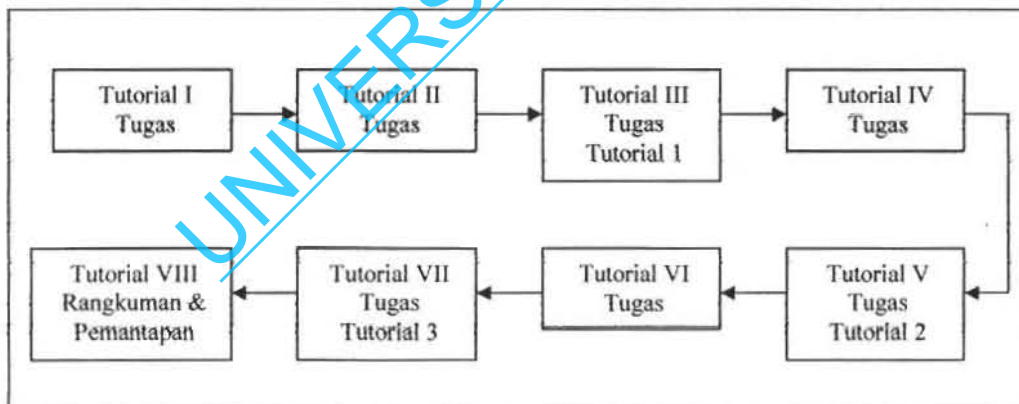 Tutorial I
Tugas
Tutorial II
Tugas
Tutorial III
Tugas
Tutorial 1
Tutorial IV
Tugas
Tutorial V
Tugas
Tutorial 2
Tutorial VI
Tugas
Tutorial VII
Tugas
Tutorial 3
Tutorial VIII
Rangkuman &
Pemantapan